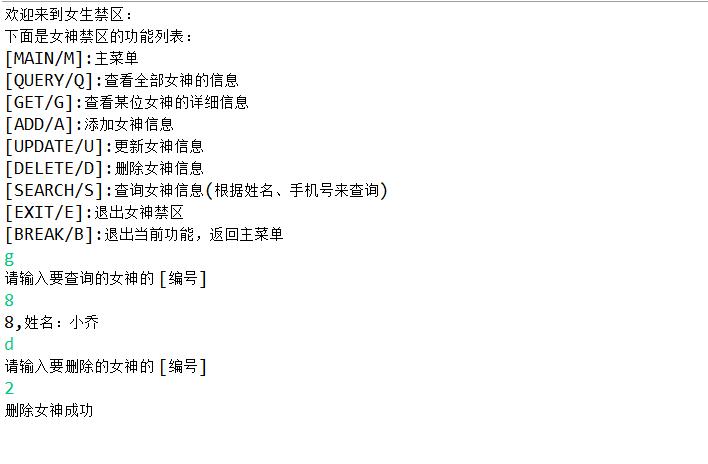 欢迎来到女生禁区：
下面是女神禁区的功能列表：
[MAIN/M]:主菜单
[QUERY/Q]:查看全部女神的信息
[GET/G]:查看某位女神的详细信息
[ADD/A]:添加女神信息
[UPDATE/U]:更新女神信息
[DELETE/D]:删除女神信息
[SEARCH/S]:查询女神信息(根据姓名、手机号来查询)
[EXIT/E]:退出女神禁区
[BREAK/B]:退出当前功能，返回主菜单
g
请输入要查询的女神的 [编号]
8
8,姓名：小乔
d
请输入要删除的女神的 [编号]
2
删除女神成功